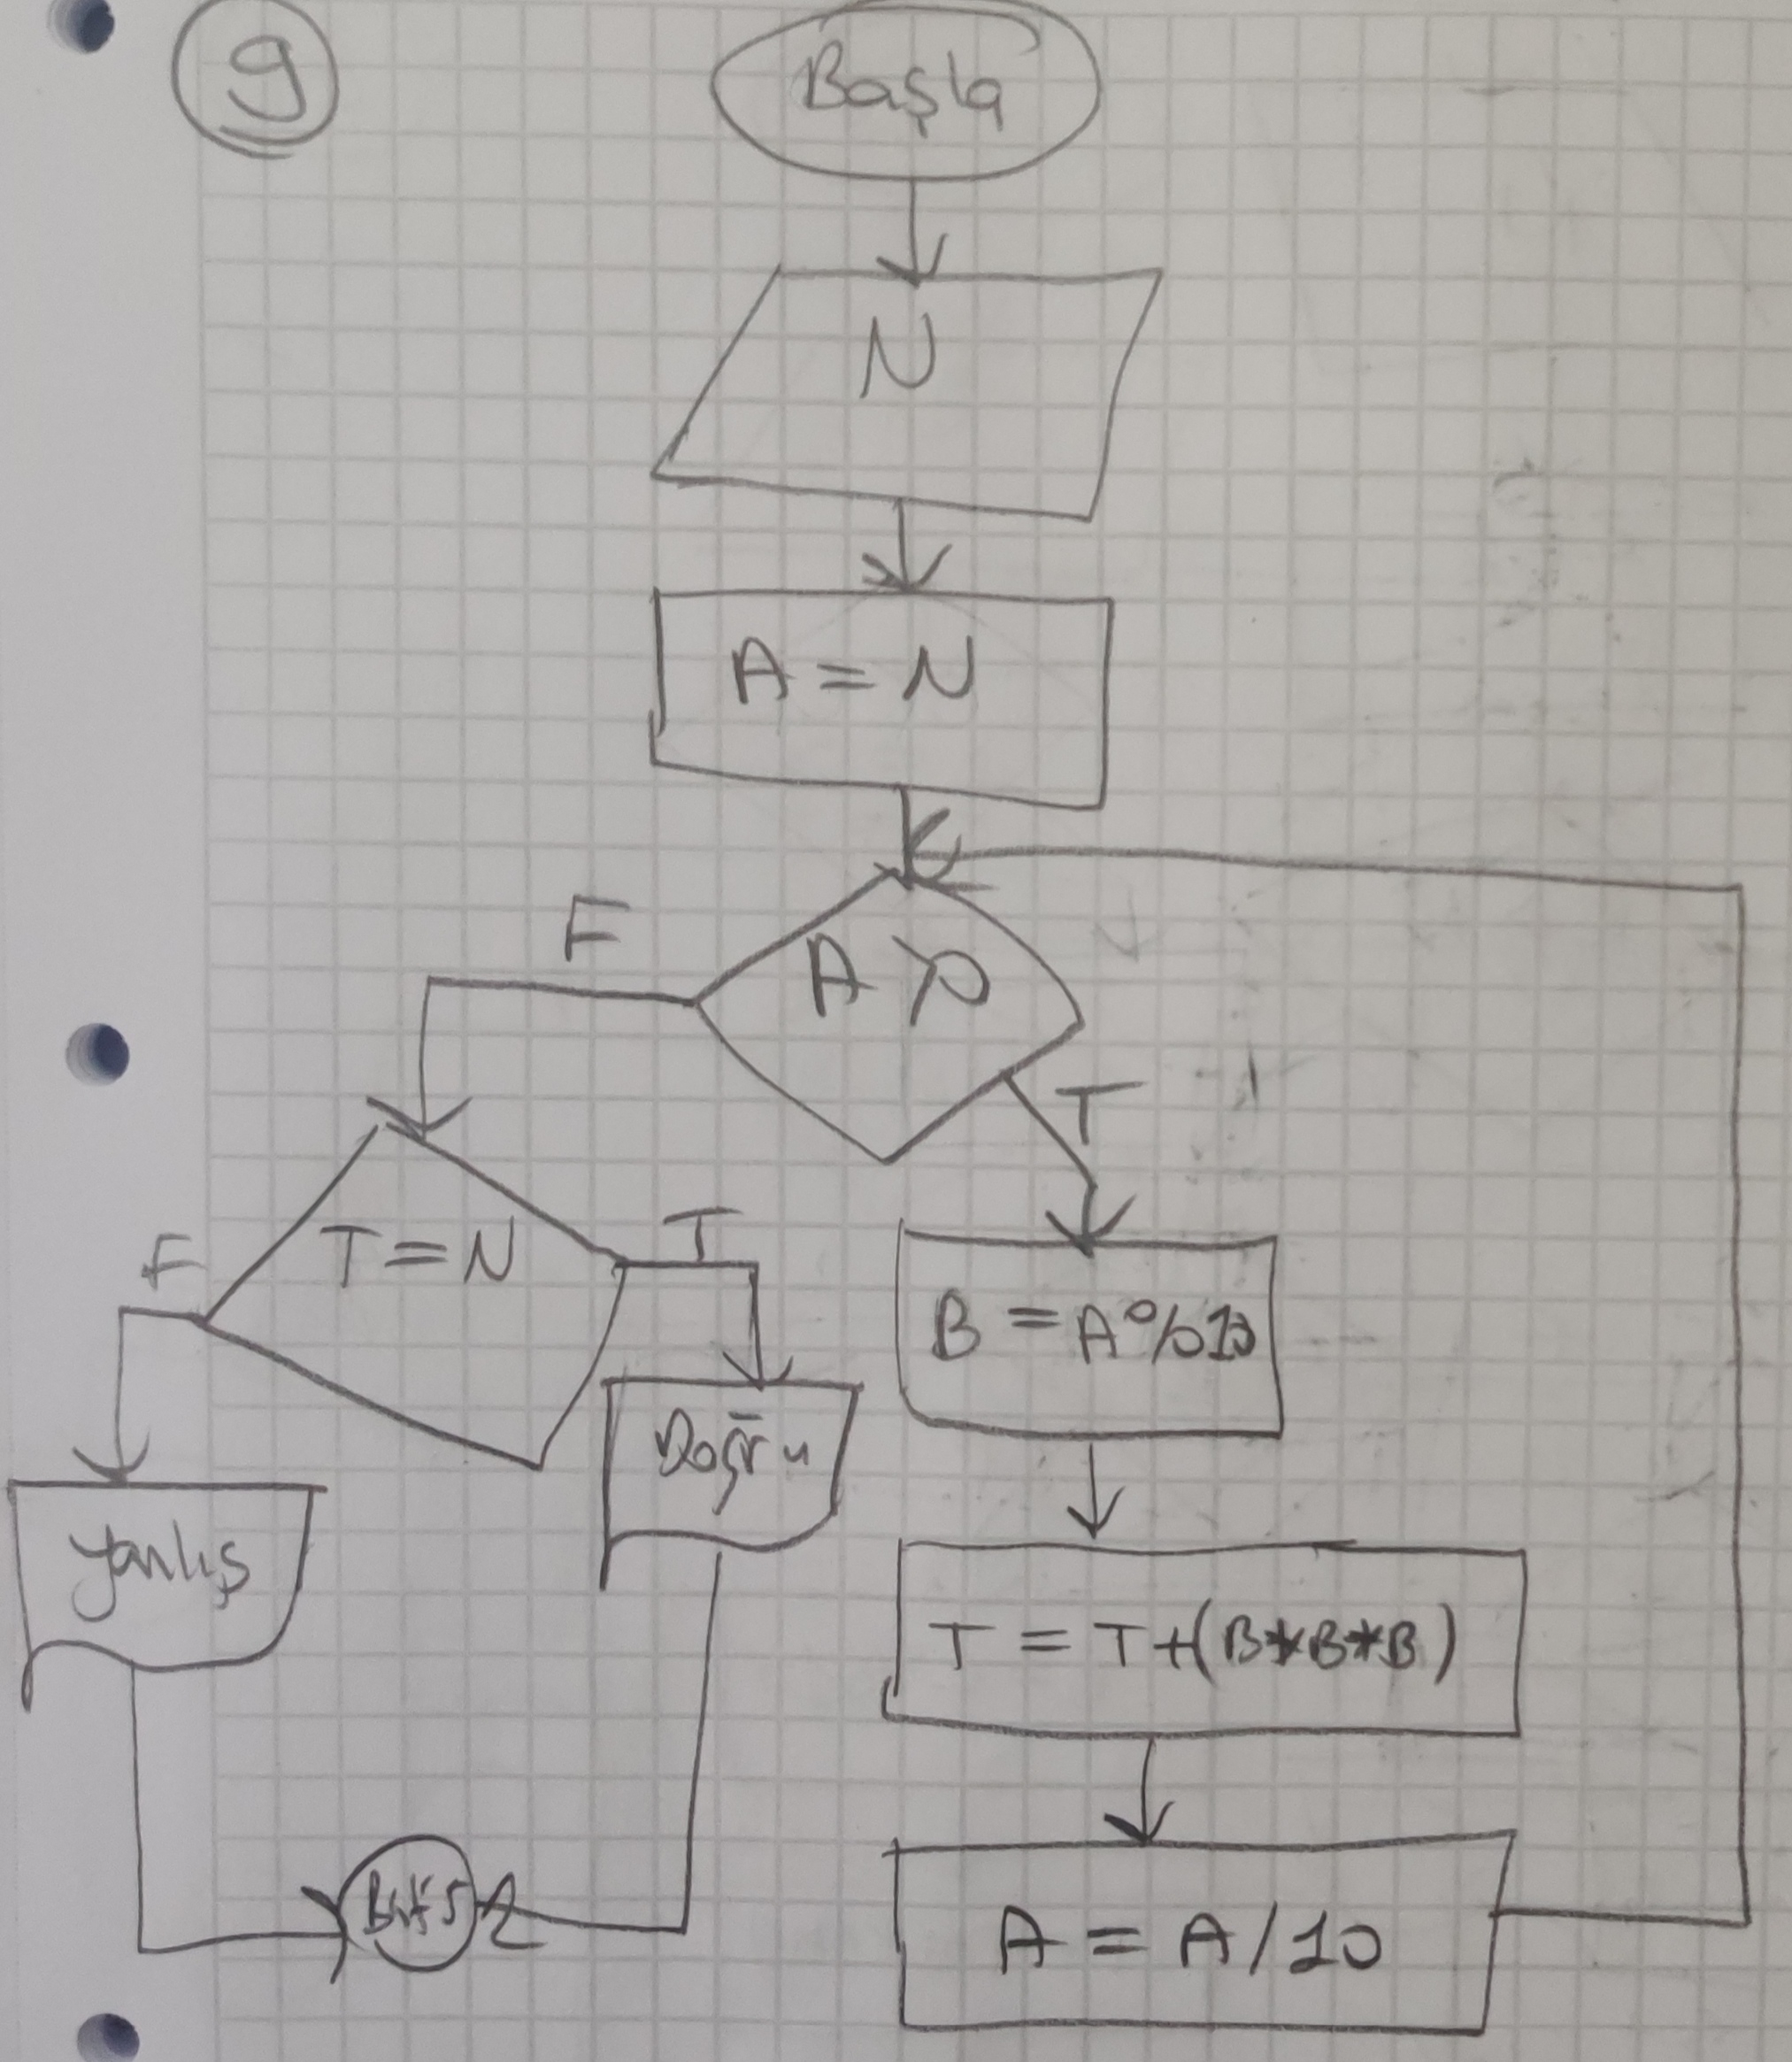 9
Başla
N
A = N
A > 0
F
T
T = N
F
T
B = A % 10
Doğru
Yanlış
T = T + (B*B*B)
A = A / 10
Bitiş